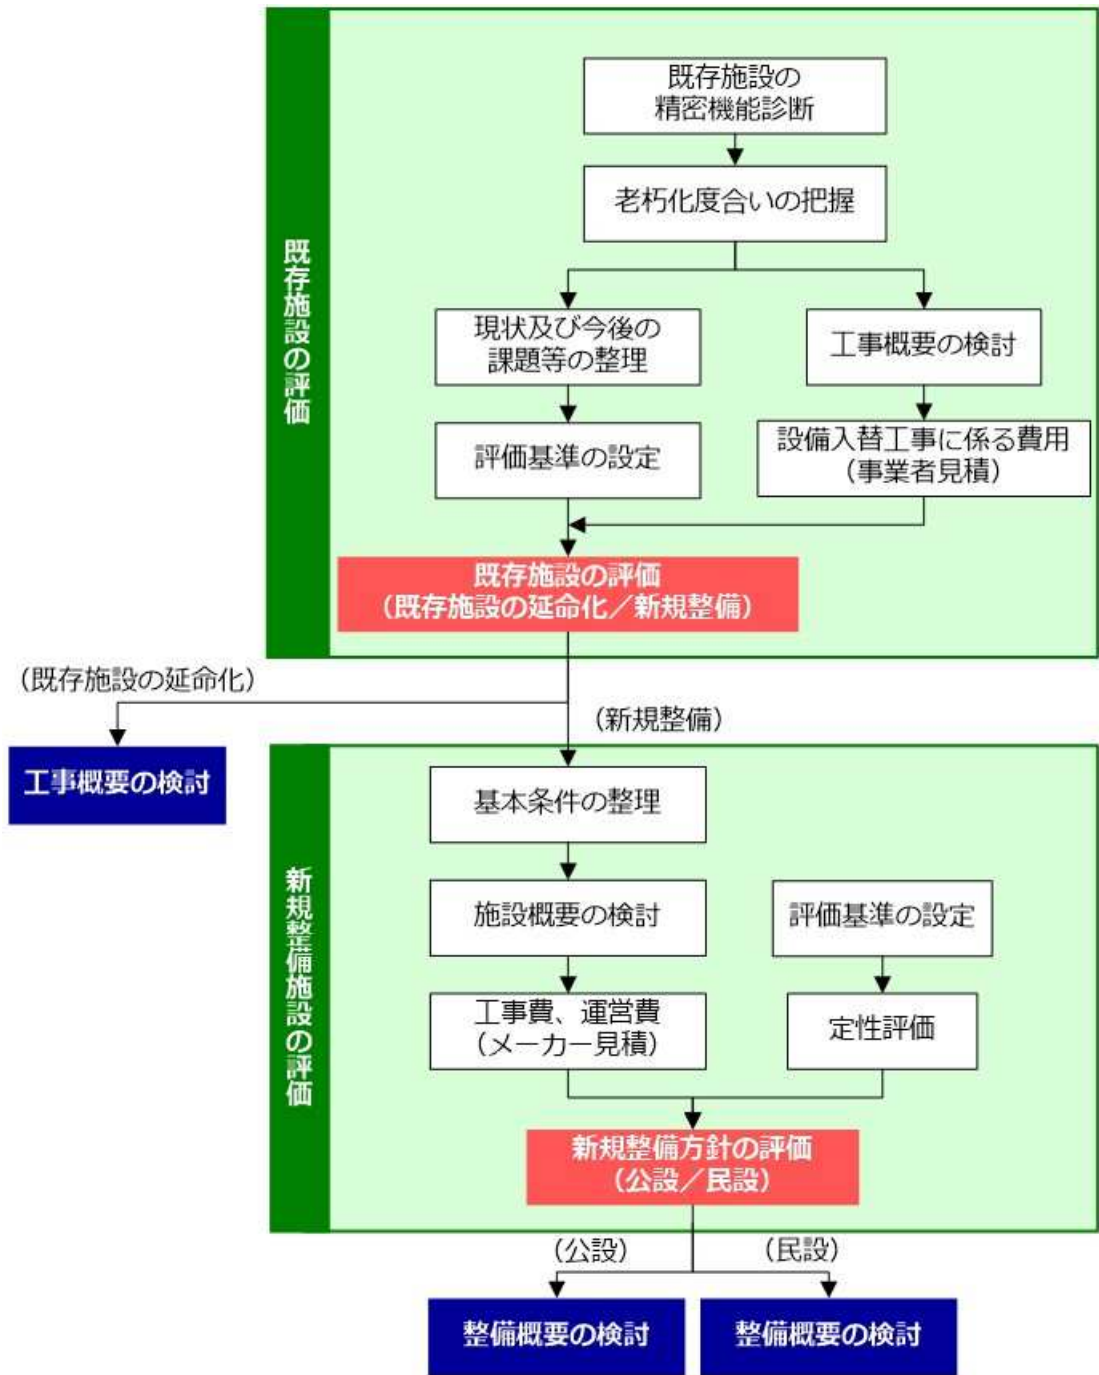 既存施設の評価
既存施設の
精密機能診断
老朽化度合いの把握
現状及び今後の
課題等の整理
工事概要の検討
評価基準の設定
設備入替工事に係る費用
（事業者見積）
既存施設の評価
（既存施設の延命化／新規整備）
（既存施設の延命化）
（新規整備）
工事概要の検討
新規整備施設の評価
基本条件の整理
施設概要の検討
評価基準の設定
工事費、運営費
（メーカー見積）
定性評価
新規整備方針の評価
（公設／民設）
（公設）
（民設）
整備概要の検討
整備概要の検討